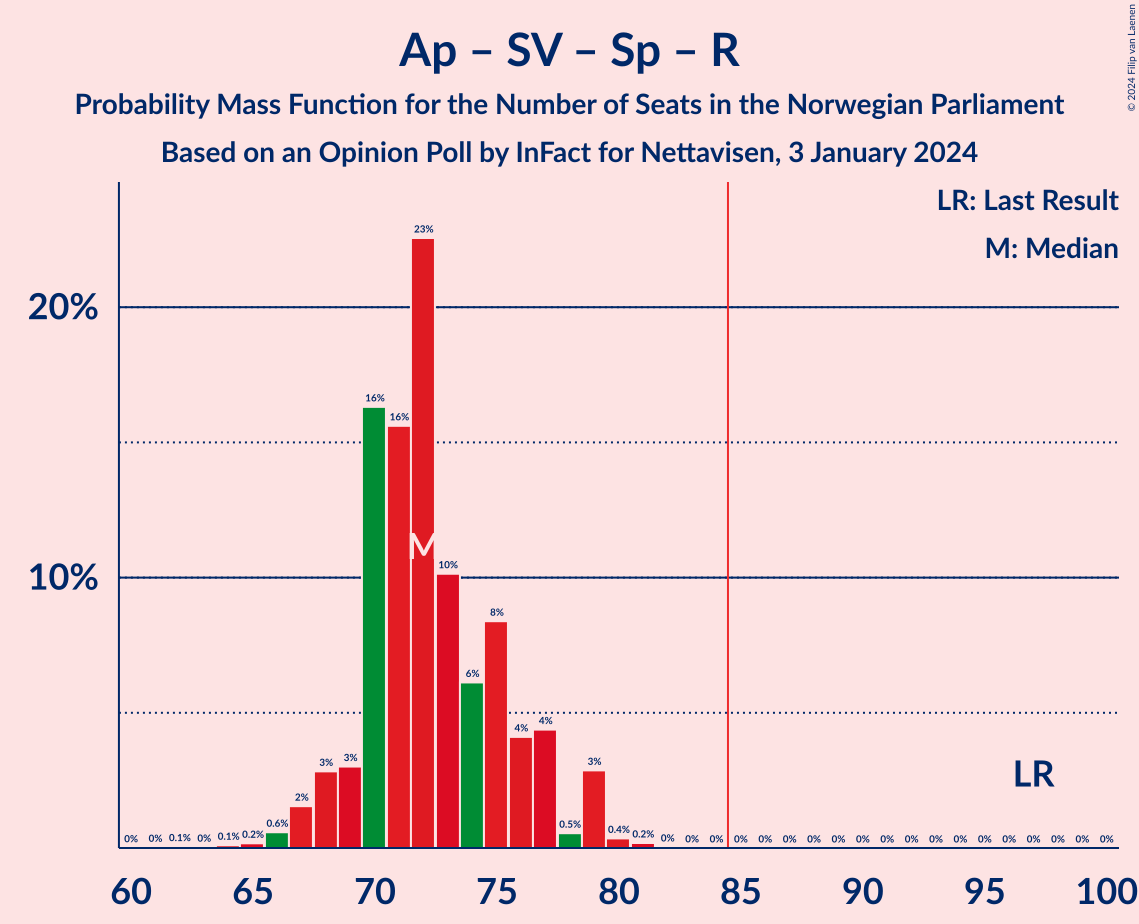 Ap – SV – Sp – R
Probability Mass Function for the Number of Seats in the Norwegian Parliament
Based on an Opinion Poll by InFact for Nettavisen, 3 January 2024
© 2024 Filip van Laenen
LR: Last Result
M: Median
20%
10%
0% 0% 0.1% 0% 0.1% 0.2% 0.6% 2% 3% 3% 16% 16% 23% 10% 6% 8% 4% 4% 0.5% 3% 0.4% 0.2% 0% 0% 0% 0% 0% 0% 0% 0% 0% 0% 0% 0% 0% 0% 0% 0% 0% 0% 0%
M
LR
60 65 70 75 80 85 90 95 100